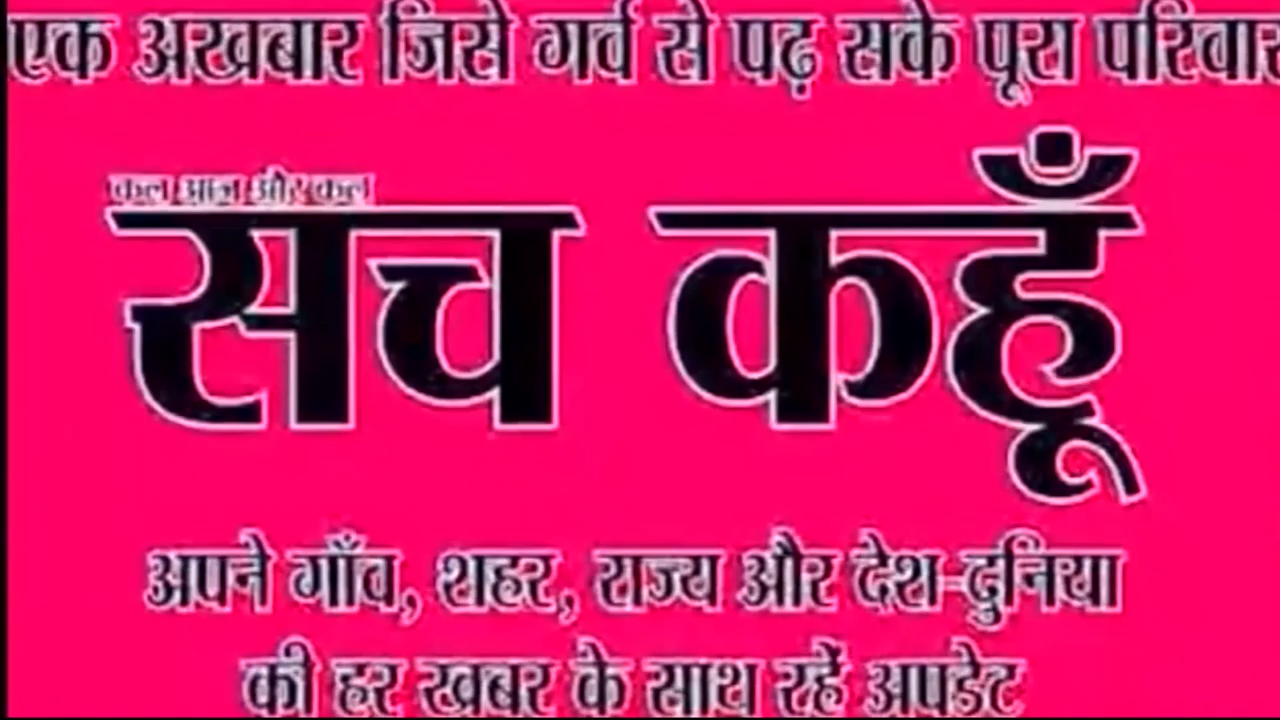 एक अखबार जिसे गर्व से पढ़ सके पूरा परिवार
कल आज और कल
सच कहूँ
अपने गाँव, शहर, राज्य और देश-दुनिया
की हर खबर के साथ रहें अपडेट